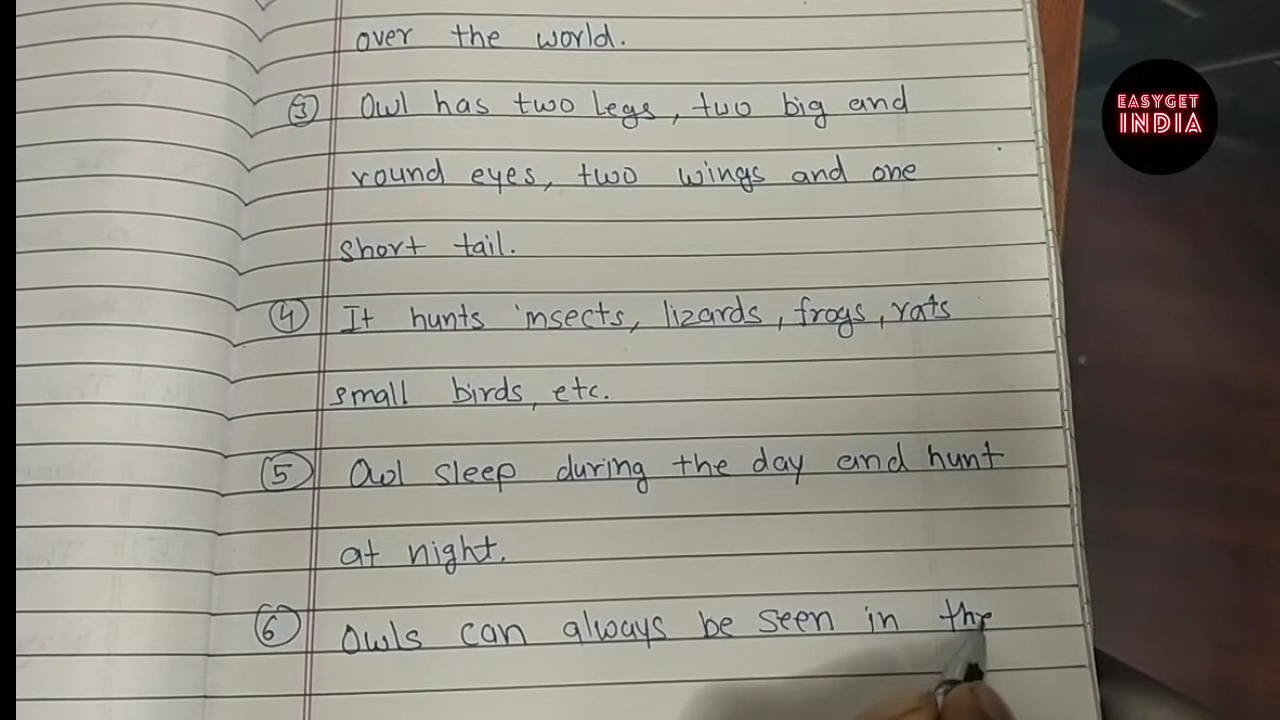 over the world.
③ Owl has two legs, two big and
round eyes, two wings and one
short tail.
④ It hunts insects, lizards, frogs, rats
small birds, etc.
⑤ Owl sleep during the day and hunt
at night.
⑥ Owls can always be seen in the
EASYGET
INDIA